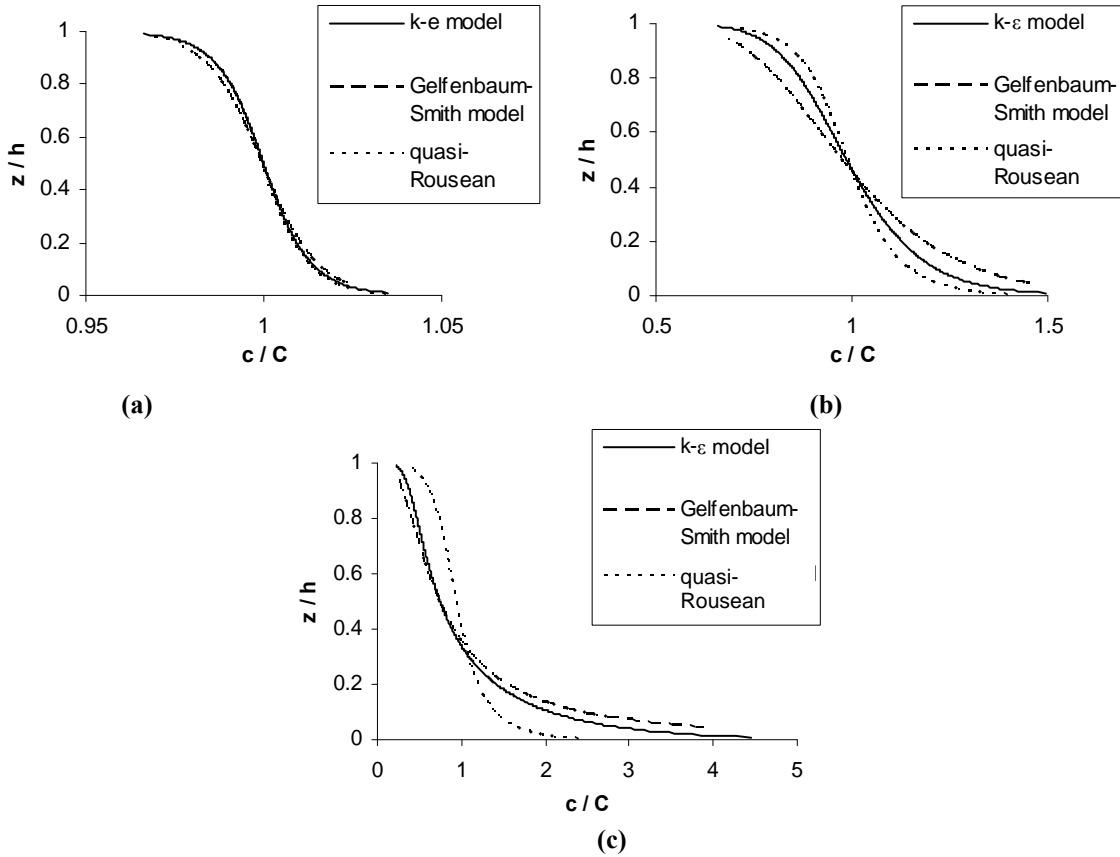 1
0.8
0.6
0.4
0.2
0
z / h
0.95
1
1.05
c / C
k-e model
Gelfenbaum-
Smith model
quasi-
Rousean
(a)
1
0.8
0.6
0.4
0.2
0
z / h
0.5
1
1.5
c / C
k-ε model
Gelfenbaum-
Smith model
quasi-
Rousean
(b)
1
0.8
0.6
0.4
0.2
0
z / h
0
1
2
3
4
5
c / C
k-ε model
Gelfenbaum-
Smith model
quasi-
Rousean
(c)